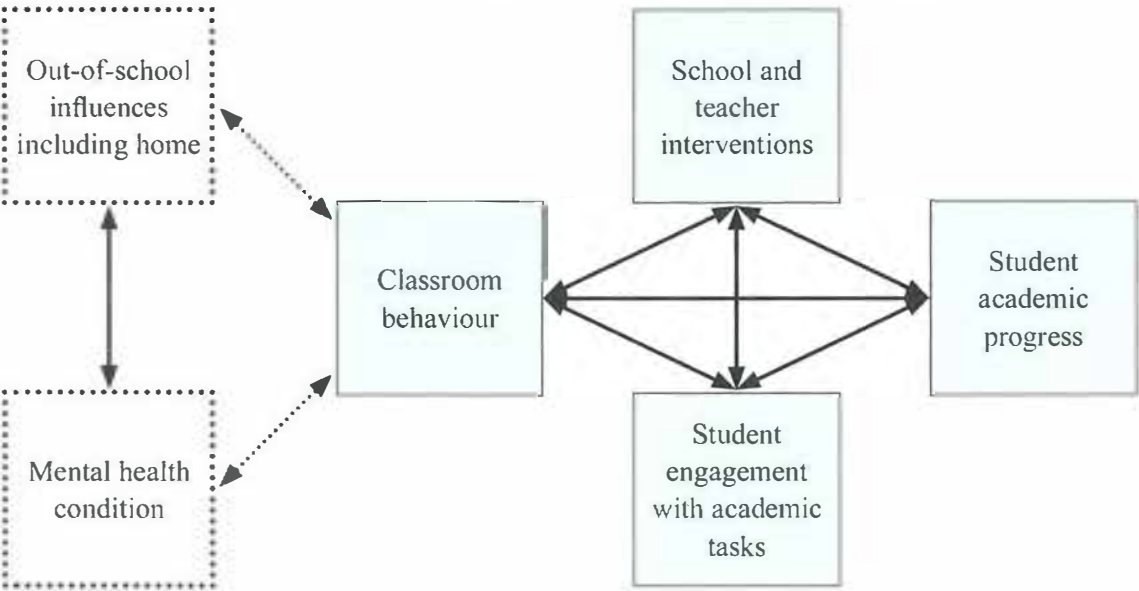 Out-of-school
influences
including home
School and
teacher
interventions
Classroom
behaviour
Student
academic
progress
Mental health
condition
Student
engagement
with academic
tasks